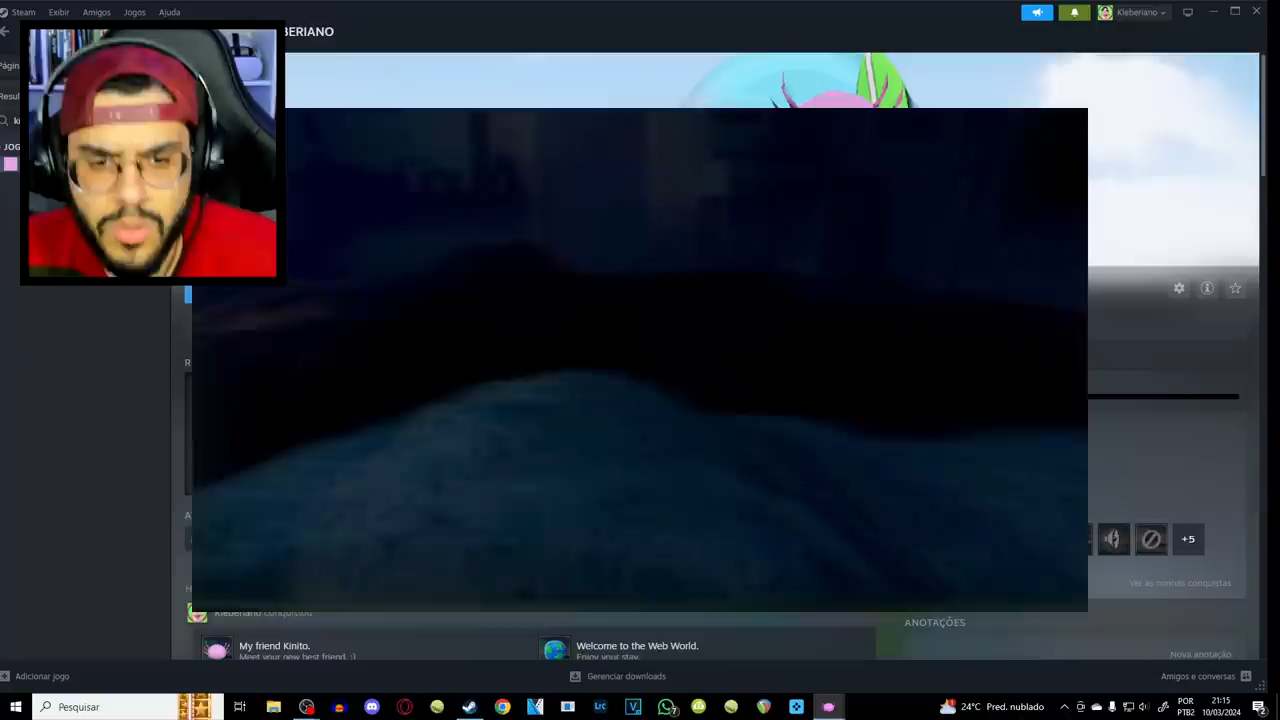 Steam Exibir Amigos Jogos Ajuda
Kleberiano
BERIANO
+5
Ver as minhas conquistas
Kleberiano conquistou
ANOTAÇÕES
My friend Kinito.
Meet your new best friend. :)
Welcome to the Web World.
Enjoy your stay.
Nova anotação
Adicionar jogo
Gerenciar downloads
Amigos e conversas
Pesquisar
24°C Pred. nublado
POR
PTB2
21:15
10/03/2024